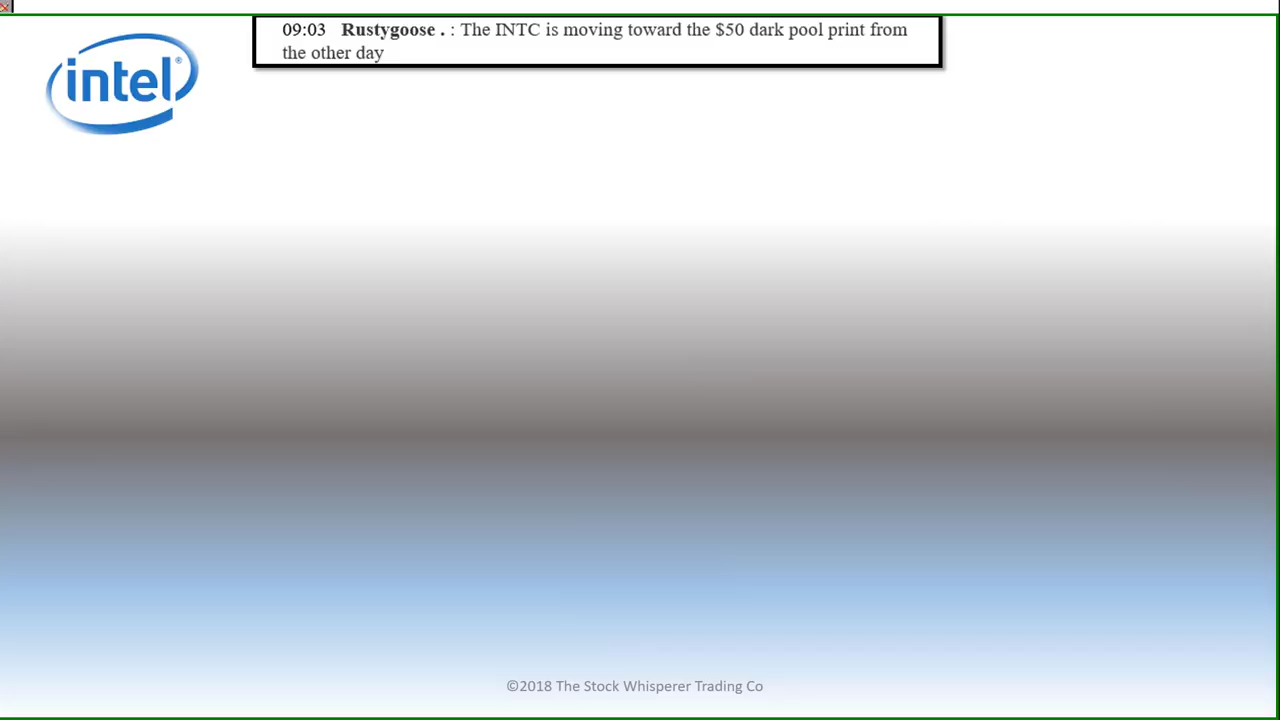 09:03 Rustygoose . : The INTC is moving toward the $50 dark pool print from
the other day
intel®
©2018 The Stock Whisperer Trading Co